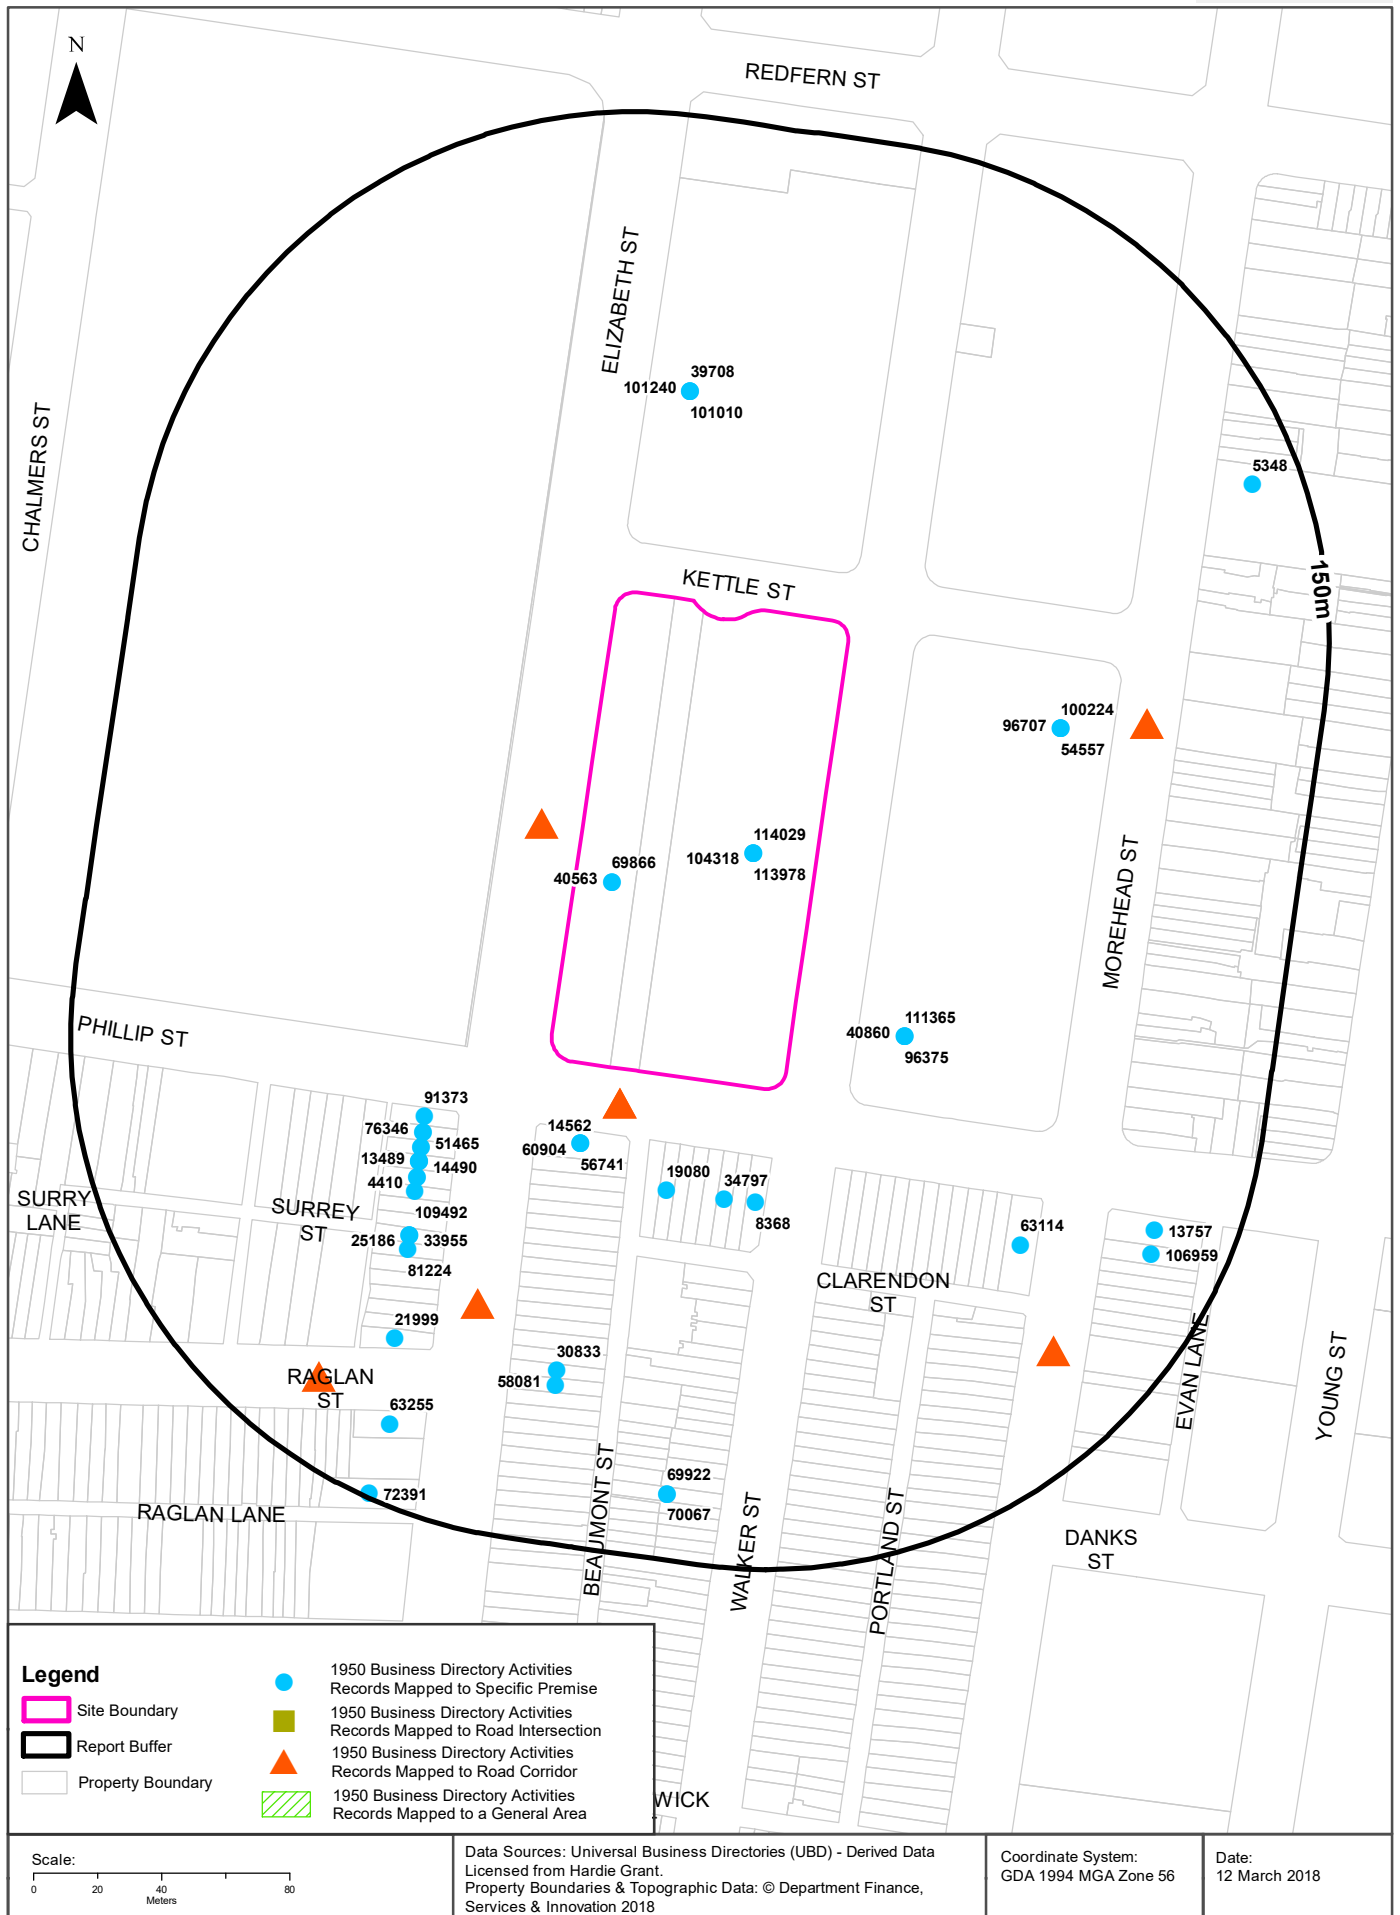 N
REDFERN ST
ELIZABETH ST
CHALMERS ST
39708
101240
101010
5348
150m
KETTLE ST
100224
96707
54557
114029
104318
113978
69866
40563
MOREHEAD ST
111365
40860
96375
PHILLIP ST
91373
76346
51465
13489
14490
4410
109492
14562
60904
56741
19080
34797
8368
SURRY
LANE
SURREY
ST
25186
33955
81224
63114
13757
106959
CLARENDON
ST
21999
30833
58081
RAGLAN
ST
63255
EVAN LANE
YOUNG ST
72391
RAGLAN LANE
69922
70067
BEAUMONT ST
WALKER ST
PORTLAND ST
DANKS
ST
WICK
Legend
Site Boundary
Report Buffer
Property Boundary
1950 Business Directory Activities
Records Mapped to Specific Premise
1950 Business Directory Activities
Records Mapped to Road Intersection
1950 Business Directory Activities
Records Mapped to Road Corridor
1950 Business Directory Activities
Records Mapped to a General Area
Scale:
0 20 40 80
Meters
Data Sources: Universal Business Directories (UBD) - Derived Data
Licensed from Hardie Grant.
Property Boundaries & Topographic Data: © Department Finance,
Services & Innovation 2018
Coordinate System:
GDA 1994 MGA Zone 56
Date:
12 March 2018